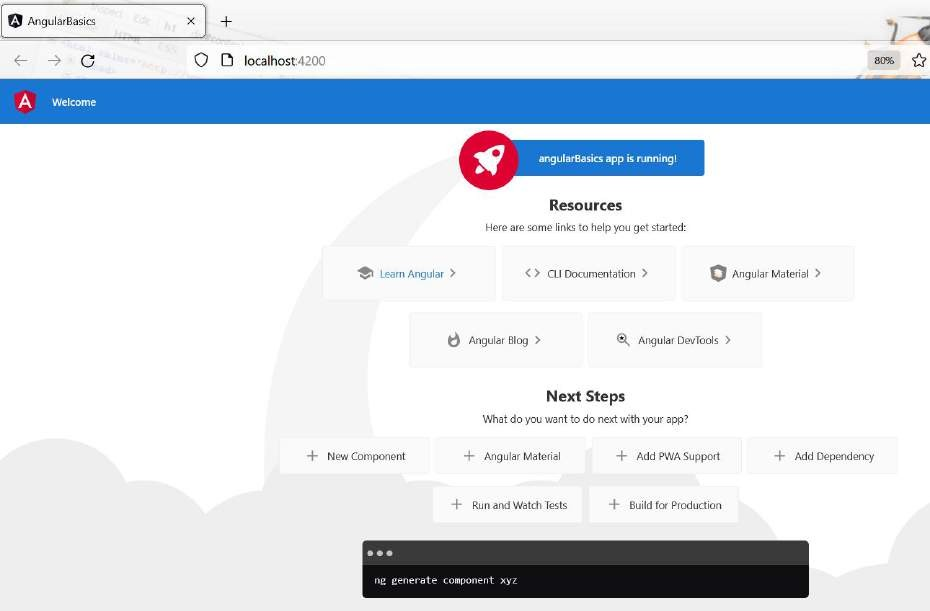 AngularBasics
localhost:4200
80%
Welcome
angularBasics app is running!
Resources
Here are some links to help you get started:
Learn Angular
CLI Documentation
Angular Material
Angular Blog
Angular DevTools
Next Steps
What do you want to do next with your app?
New Component
Angular Material
Add PWA Support
Add Dependency
Run and Watch Tests
Build for Production
ng generate component xyz